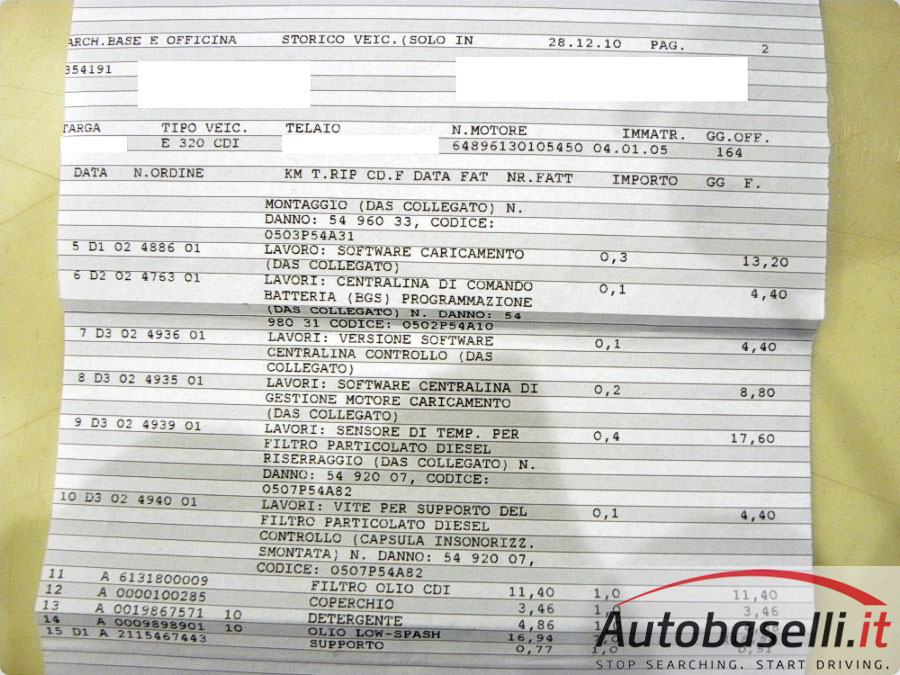 ARCH.BASE E OFFICINA STORICO VEIC.(SOLO IN 28.12.10 PAG. 2
354191
TARGA TIPO VEIC. TELAIO N.MOTORE IMMATR. GG.OFF.
E 320 CDI 64896130105450 04.01.05 164
DATA N.ORDINE KM T.RIP CD.F DATA FAT NR.FATT IMPORTO GG F.
MONTAGGIO (DAS COLLEGATO) N.
DANNO: 54 960 33, CODICE:
0503P54A31
5 D1 02 4886 01 LAVORO: SOFTWARE CARICAMENTO 0,3 13,20
(DAS COLLEGATO)
6 D2 02 4763 01 LAVORI: CENTRALINA DI COMANDO 0,1 4,40
BATTERIA (BGS) PROGRAMMAZIONE
(DAS COLLEGATO) N. DANNO: 54
980 31 CODICE: 0502P54A10
7 D3 02 4936 01 LAVORI: VERSIONE SOFTWARE 0,1 4,40
CENTRALINA CONTROLLO (DAS
COLLEGATO)
8 D3 02 4935 01 LAVORI: SOFTWARE CENTRALINA DI 0,2 8,80
GESTIONE MOTORE CARICAMENTO
(DAS COLLEGATO)
9 D3 02 4939 01 LAVORI: SENSORE DI TEMP. PER 0,4 17,60
FILTRO PARTICOLATO DIESEL
RISERRAGGIO (DAS COLLEGATO) N.
DANNO: 54 920 07, CODICE:
0507P54A82
10 D3 02 4940 01 LAVORI: VITE PER SUPPORTO DEL 0,1 4,40
FILTRO PARTICOLATO DIESEL
CONTROLLO (CAPSULA INSONORIZZ.
SMONTATA) N. DANNO: 54 920 07,
CODICE: 0507P54A82
11 A 6131800009 FILTRO OLIO CDI 11,40 1,0 11,40
12 A 0000100285 COPERCHIO 3,46 3,46
13 A 0019867571 10 DETERGENTE 4,86
14 A 0009898901 10 OLIO LOW-SPASH 16,94
15 D1 A 2115467443 SUPPORTO 0,77
Autobaselli.it
STOP SEARCHING. START DRIVING.